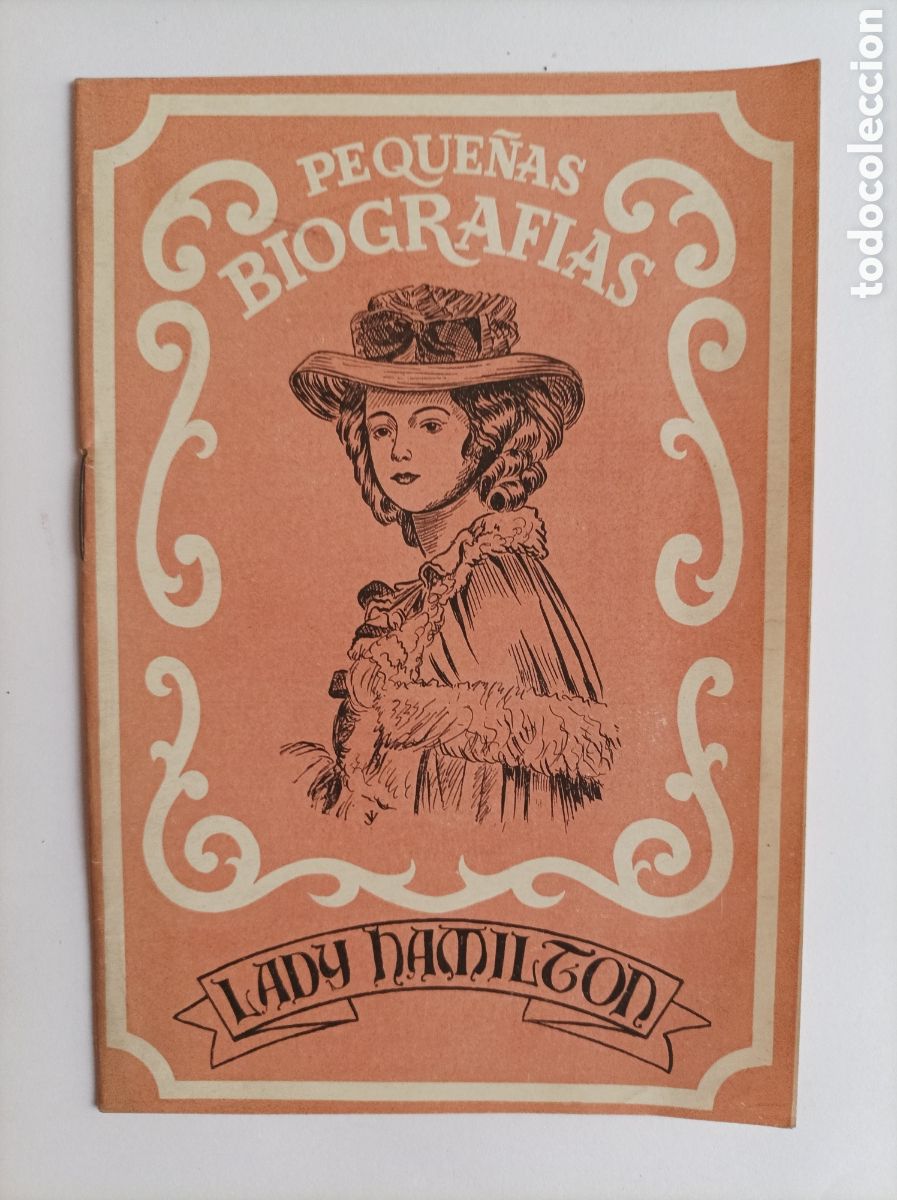 PEQUEÑAS
BIOGRAFIAS
LADY HAMILTON
todocoleccion